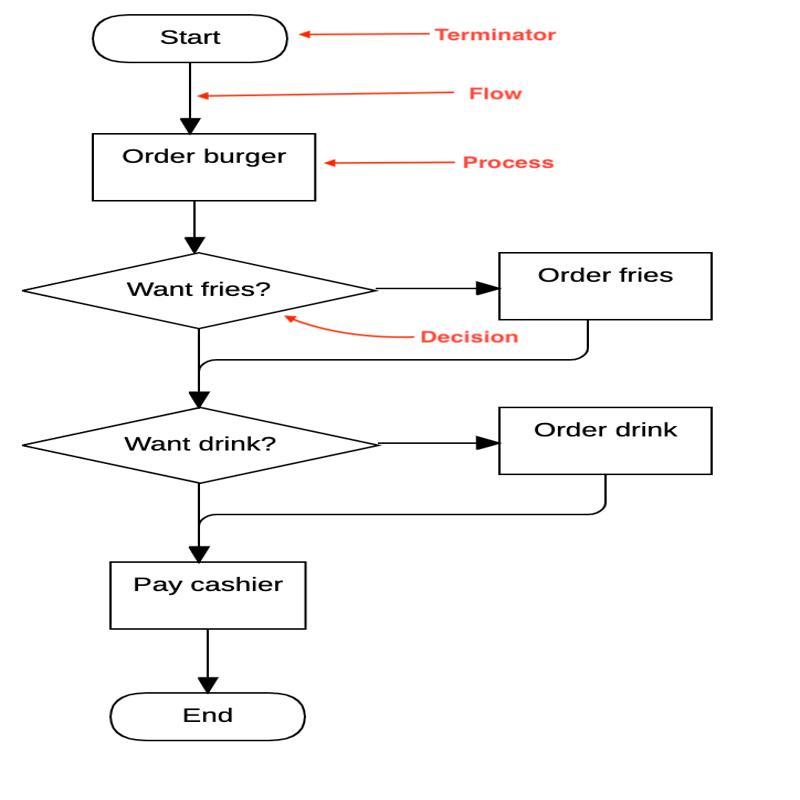 Start
Terminator
Flow
Order burger
Process
Want fries?
Order fries
Decision
Want drink?
Order drink
Pay cashier
End